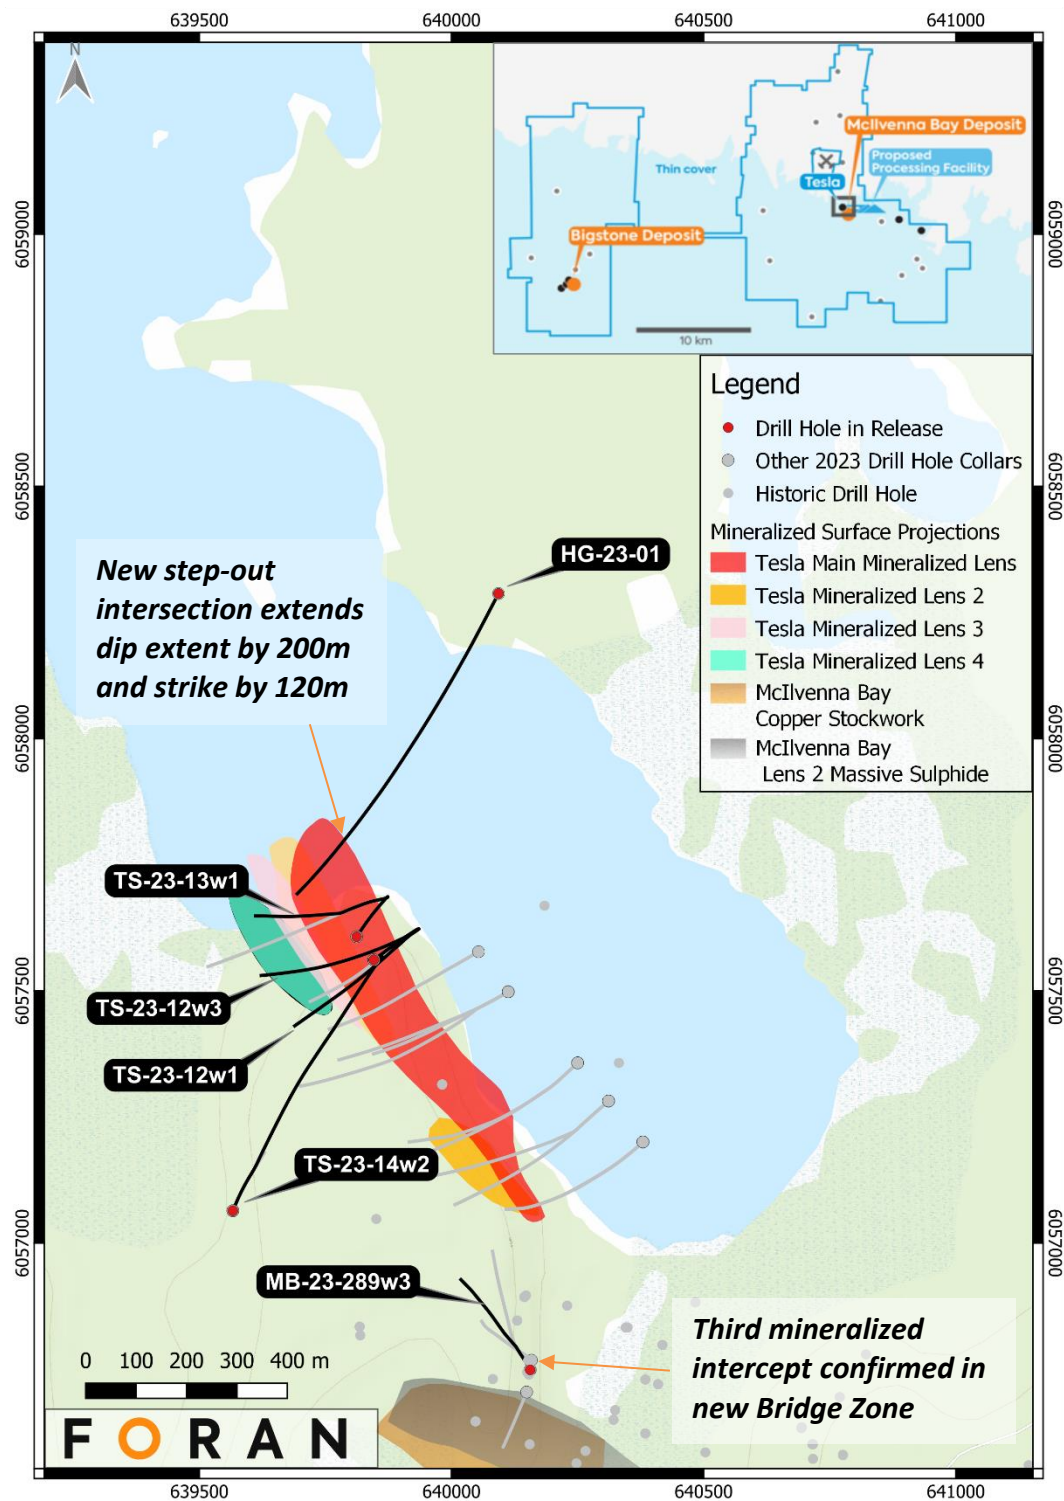 639500
640000
640500
641000
N
McIlvenna Bay Deposit
Thin cover
Proposed
Processing Facility
Tesla
Bigstone Deposit
10 km
6059000
6059000
Legend
Drill Hole in Release
Other 2023 Drill Hole Collars
Historic Drill Hole
Mineralized Surface Projections
Tesla Main Mineralized Lens
Tesla Mineralized Lens 2
Tesla Mineralized Lens 3
Tesla Mineralized Lens 4
McIlvenna Bay
Copper Stockwork
McIlvenna Bay
Lens 2 Massive Sulphide
6058500
6058500
HG-23-01
New step-out
intersection extends
dip extent by 200m
and strike by 120m
6058000
6058000
TS-23-13w1
6057500
6057500
TS-23-12w3
TS-23-12w1
TS-23-14w2
6057000
6057000
MB-23-289w3
Third mineralized
intercept confirmed in
new Bridge Zone
0 100 200 300 400 m
FORAN
639500
640000
640500
641000